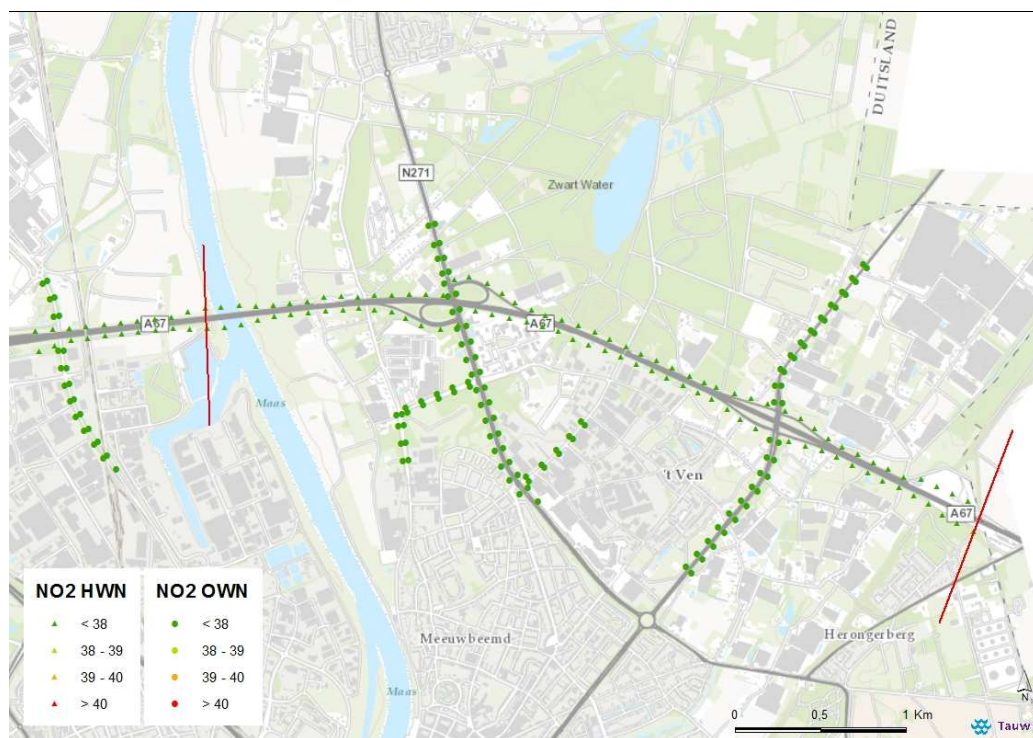 DUITSLAND
N271
Zwart Water
A67
A67
Maas
't Ven
A67
NO2 HWN
NO2 OWN
< 38
< 38
38 - 39
38 - 39
39 - 40
39 - 40
> 40
> 40
Meeuwbeemd
Herongerberg
Maas
N
0 0,5 1 Km
Tauw